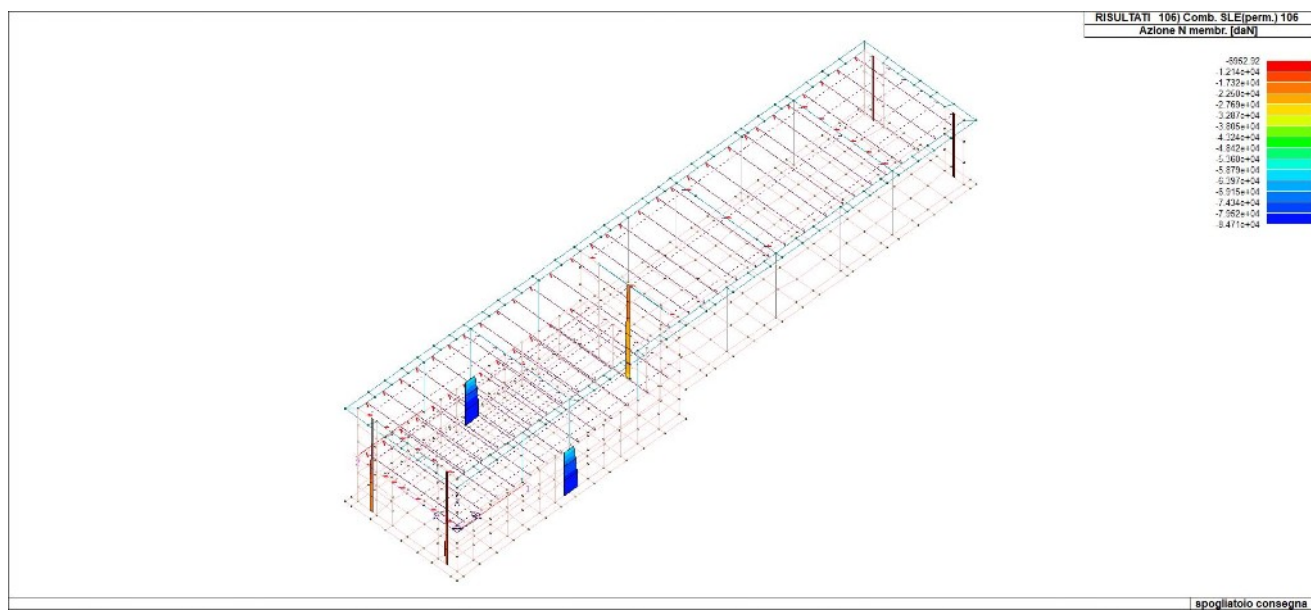 RISULTATI 106) Comb. SLE(perm.) 106
Azione N membr. [daN]
-6952.92
-1.214e+04
-1.732e+04
-2.250e+04
-2.769e+04
-3.287e+04
-3.805e+04
-4.324e+04
-4.842e+04
-5.360e+04
-5.879e+04
-6.397e+04
-6.915e+04
-7.434e+04
-7.952e+04
-8.471e+04
spogliatoio consegna